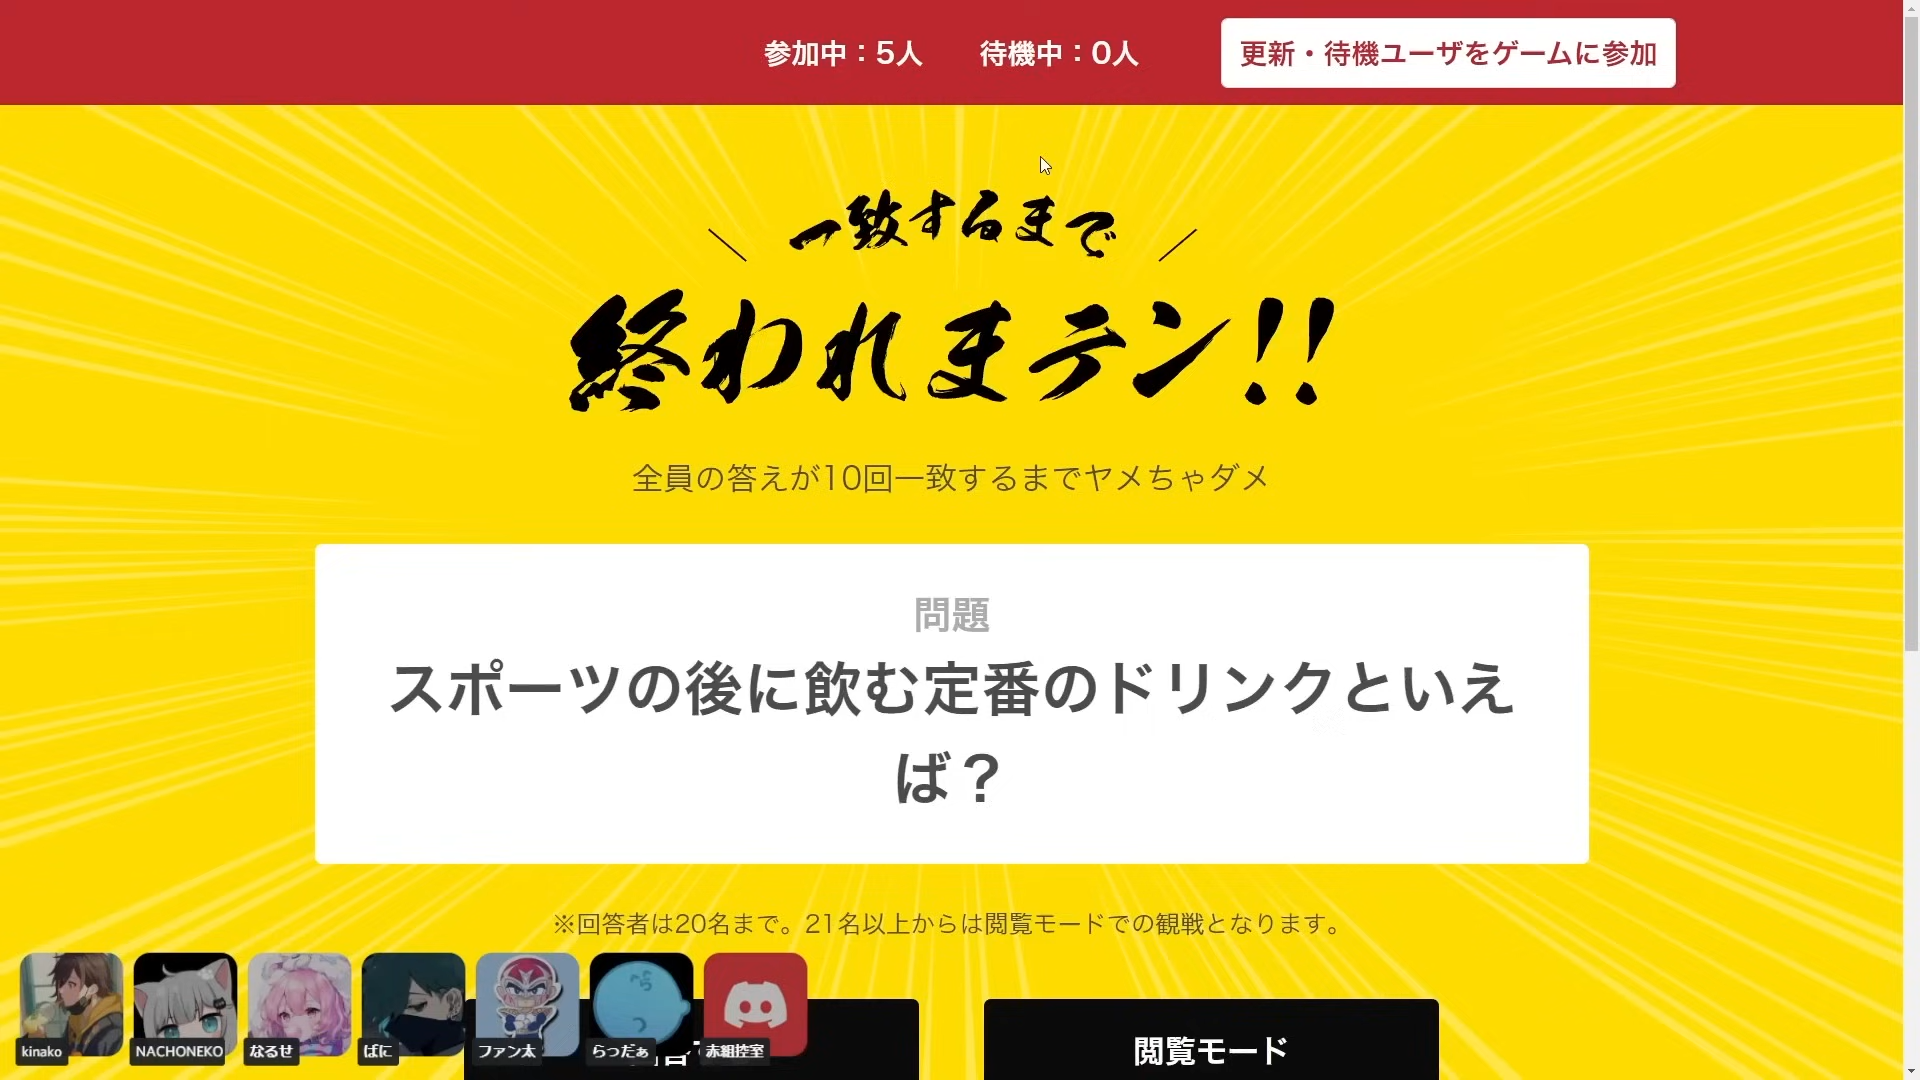 参加中：5人
待機中：0人
更新・待機ユーザをゲームに参加
一致するまで
終われまテン!!
全員の答えが10回一致するまでヤメちゃダメ
問題
スポーツの後に飲む定番のドリンクといえ
ば？
※回答者は20名まで。21名以上からは閲覧モードでの観戦となります。
閲覧モード
kinako
NACHONEKO
なるせ
ばに
ファン太
らっだぁ
赤組控室